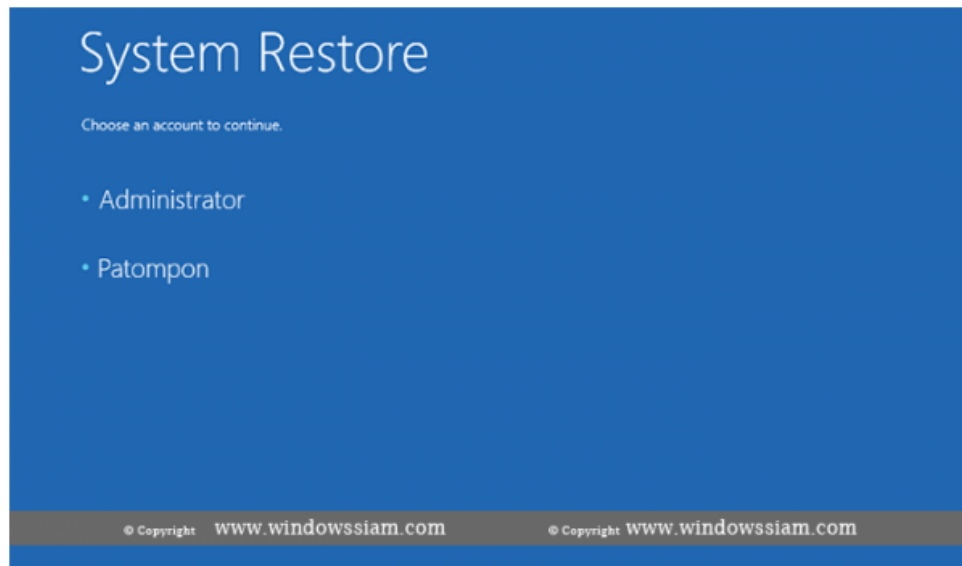 System Restore
Choose an account to continue.
• Administrator
• Patompon
© Copyright www.windowssiam.com © Copyright www.windowssiam.com